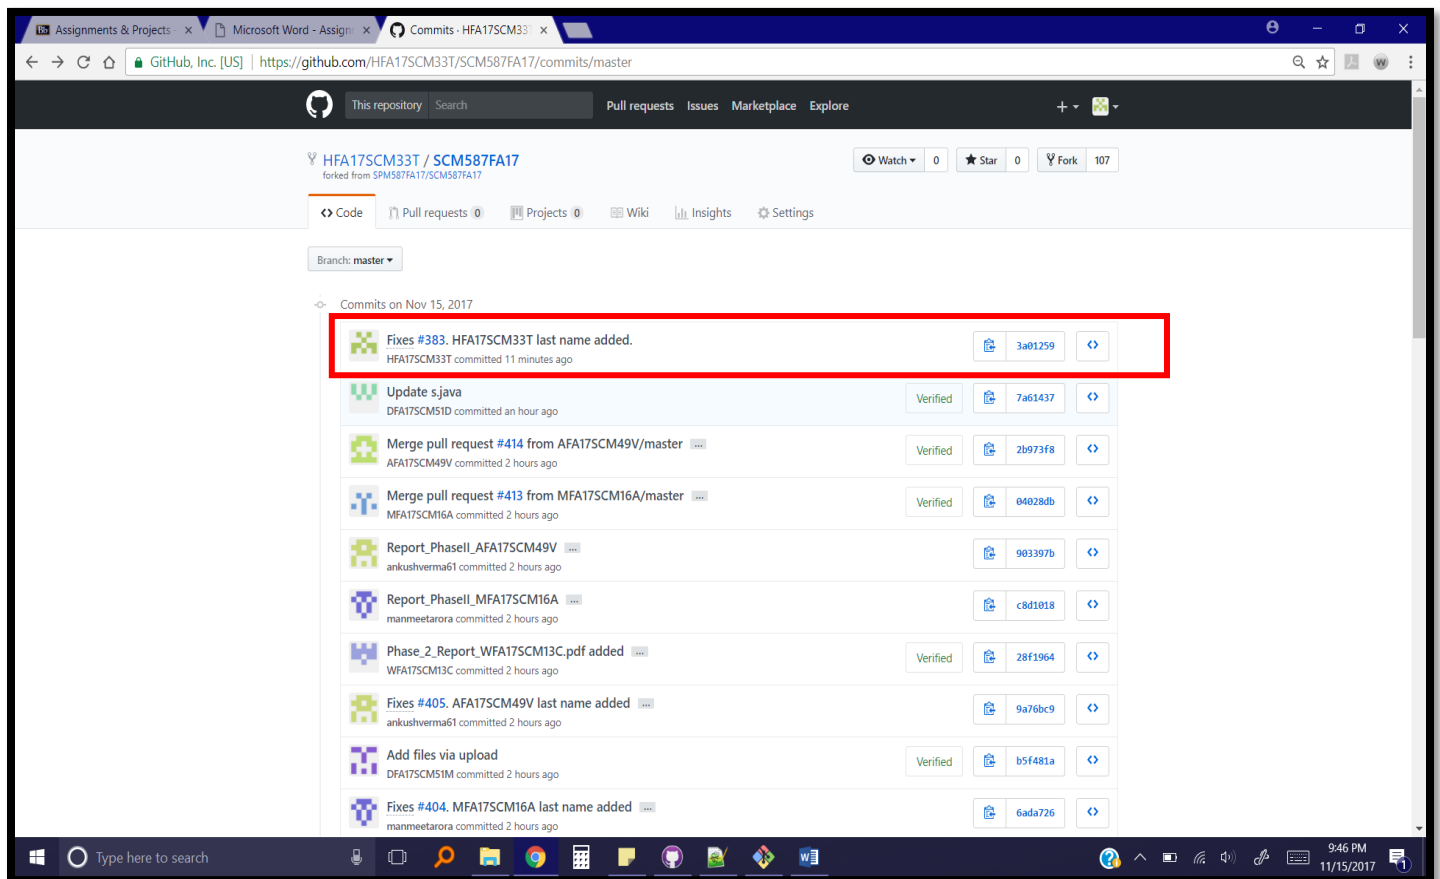 Assignments & Projects
Microsoft Word - Assign
Commits · HFA17SCM33T
GitHub, Inc. [US] | https://github.com/HFA17SCM33T/SCM587FA17/commits/master
This repository Search Pull requests Issues Marketplace Explore
HFA17SCM33T / SCM587FA17
forked from SPM587FA17/SCM587FA17
Watch 0 Star 0 Fork 107
Code Pull requests 0 Projects 0 Wiki Insights Settings
Branch: master
Commits on Nov 15, 2017
Fixes #383. HFA17SCM33T last name added.
HFA17SCM33T committed 11 minutes ago
3a01259
Update s.java
DFA17SCM51D committed an hour ago
Verified 7a61437
Merge pull request #414 from AFA17SCM49V/master ...
AFA17SCM49V committed 2 hours ago
Verified 2b973f8
Merge pull request #413 from MFA17SCM16A/master ...
MFA17SCM16A committed 2 hours ago
Verified 04028db
Report_PhaseII_AFA17SCM49V ...
ankushverma61 committed 2 hours ago
903397b
Report_PhaseII_MFA17SCM16A ...
manmeetarora committed 2 hours ago
c8d1018
Phase_2_Report_WFA17SCM13C.pdf added ...
WFA17SCM13C committed 2 hours ago
Verified 28f1964
Fixes #405. AFA17SCM49V last name added ...
ankushverma61 committed 2 hours ago
9a76bc9
Add files via upload
DFA17SCM51M committed 2 hours ago
Verified b5f481a
Fixes #404. MFA17SCM16A last name added ...
manmeetarora committed 2 hours ago
6ada726
Type here to search
9:46 PM
11/15/2017